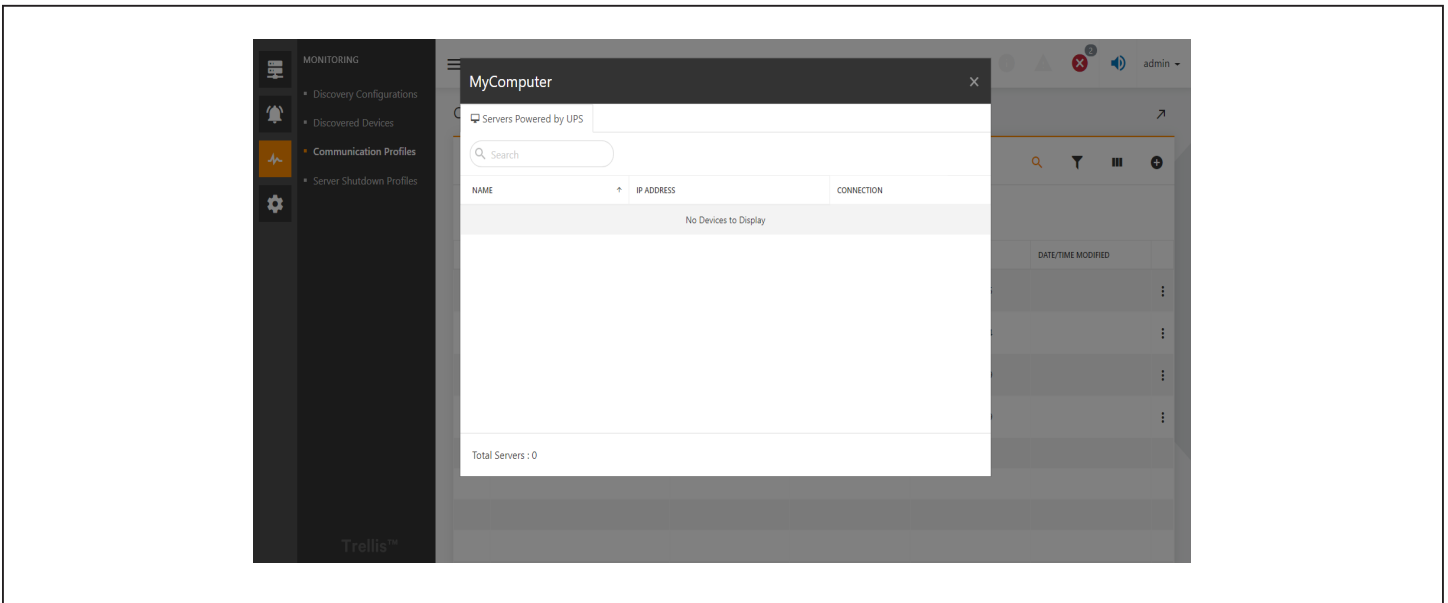 MONITORING
Discovery Configurations
Discovered Devices
Communication Profiles
Server Shutdown Profiles
Trellis™
2
admin
MyComputer
Servers Powered by UPS
Search
NAME IP ADDRESS CONNECTION
No Devices to Display
Total Servers : 0
DATE/TIME MODIFIED